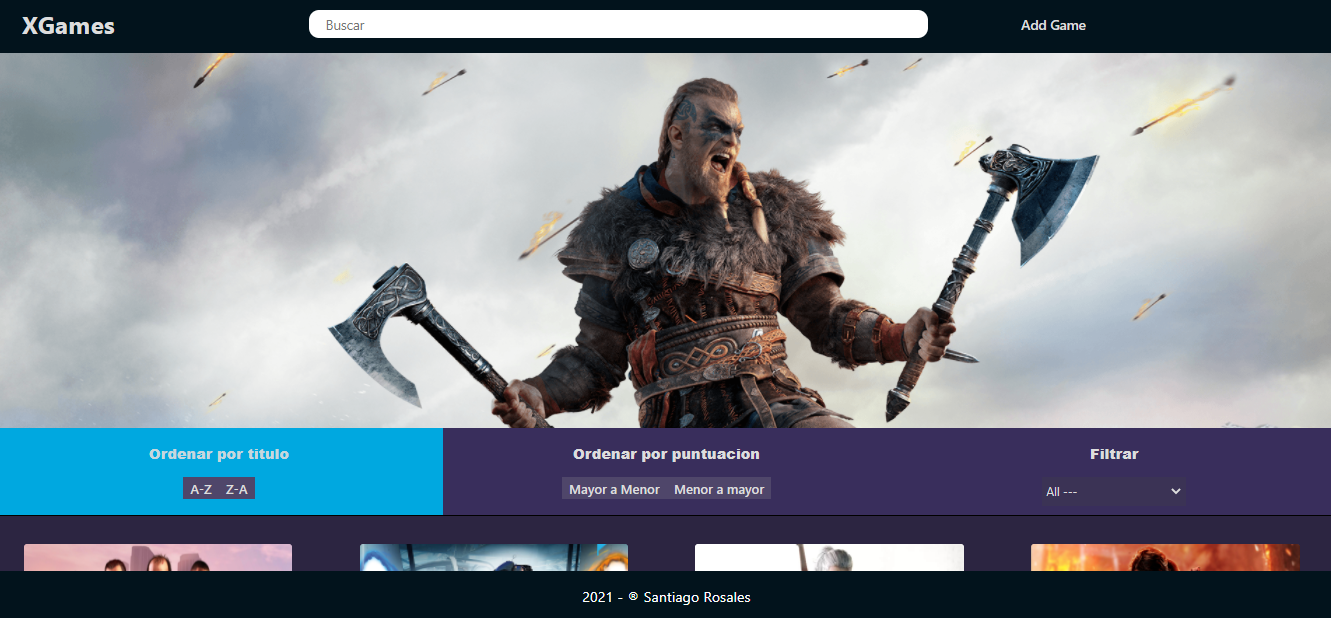 XGames
Buscar
Add Game
Ordenar por titulo
Ordenar por puntuacion
Filtrar
A-Z Z-A
Mayor a Menor Menor a mayor
All ---
2021 - ® Santiago Rosales